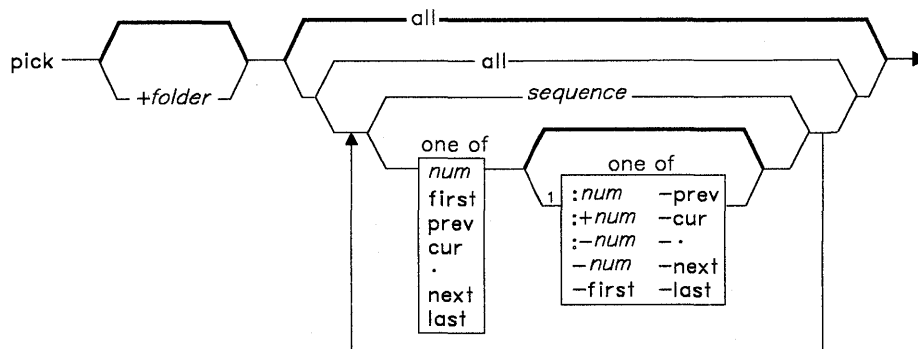 all
pick
all
+folder
sequence
one of
num
first
prev
cur
.
next
last
one of
1
:num -prev
:+num -cur
:-num -.
-num -next
-first -last